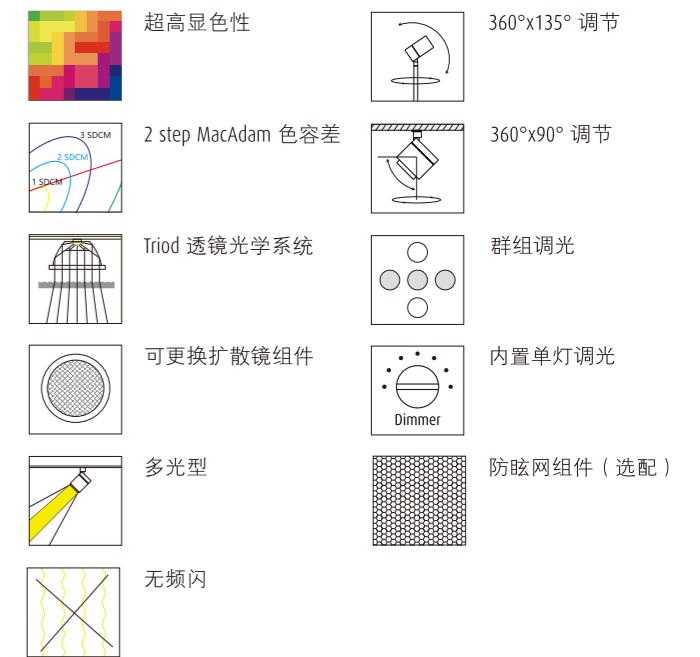 超高显色性
360°x135° 调节
3 SDCM
2 SDCM
1 SDCM
2 step MacAdam 色容差
360°x90° 调节
Triod 透镜光学系统
群组调光
可更换扩散镜组件
Dimmer
内置单灯调光
多光型
防眩网组件（选配）
无频闪